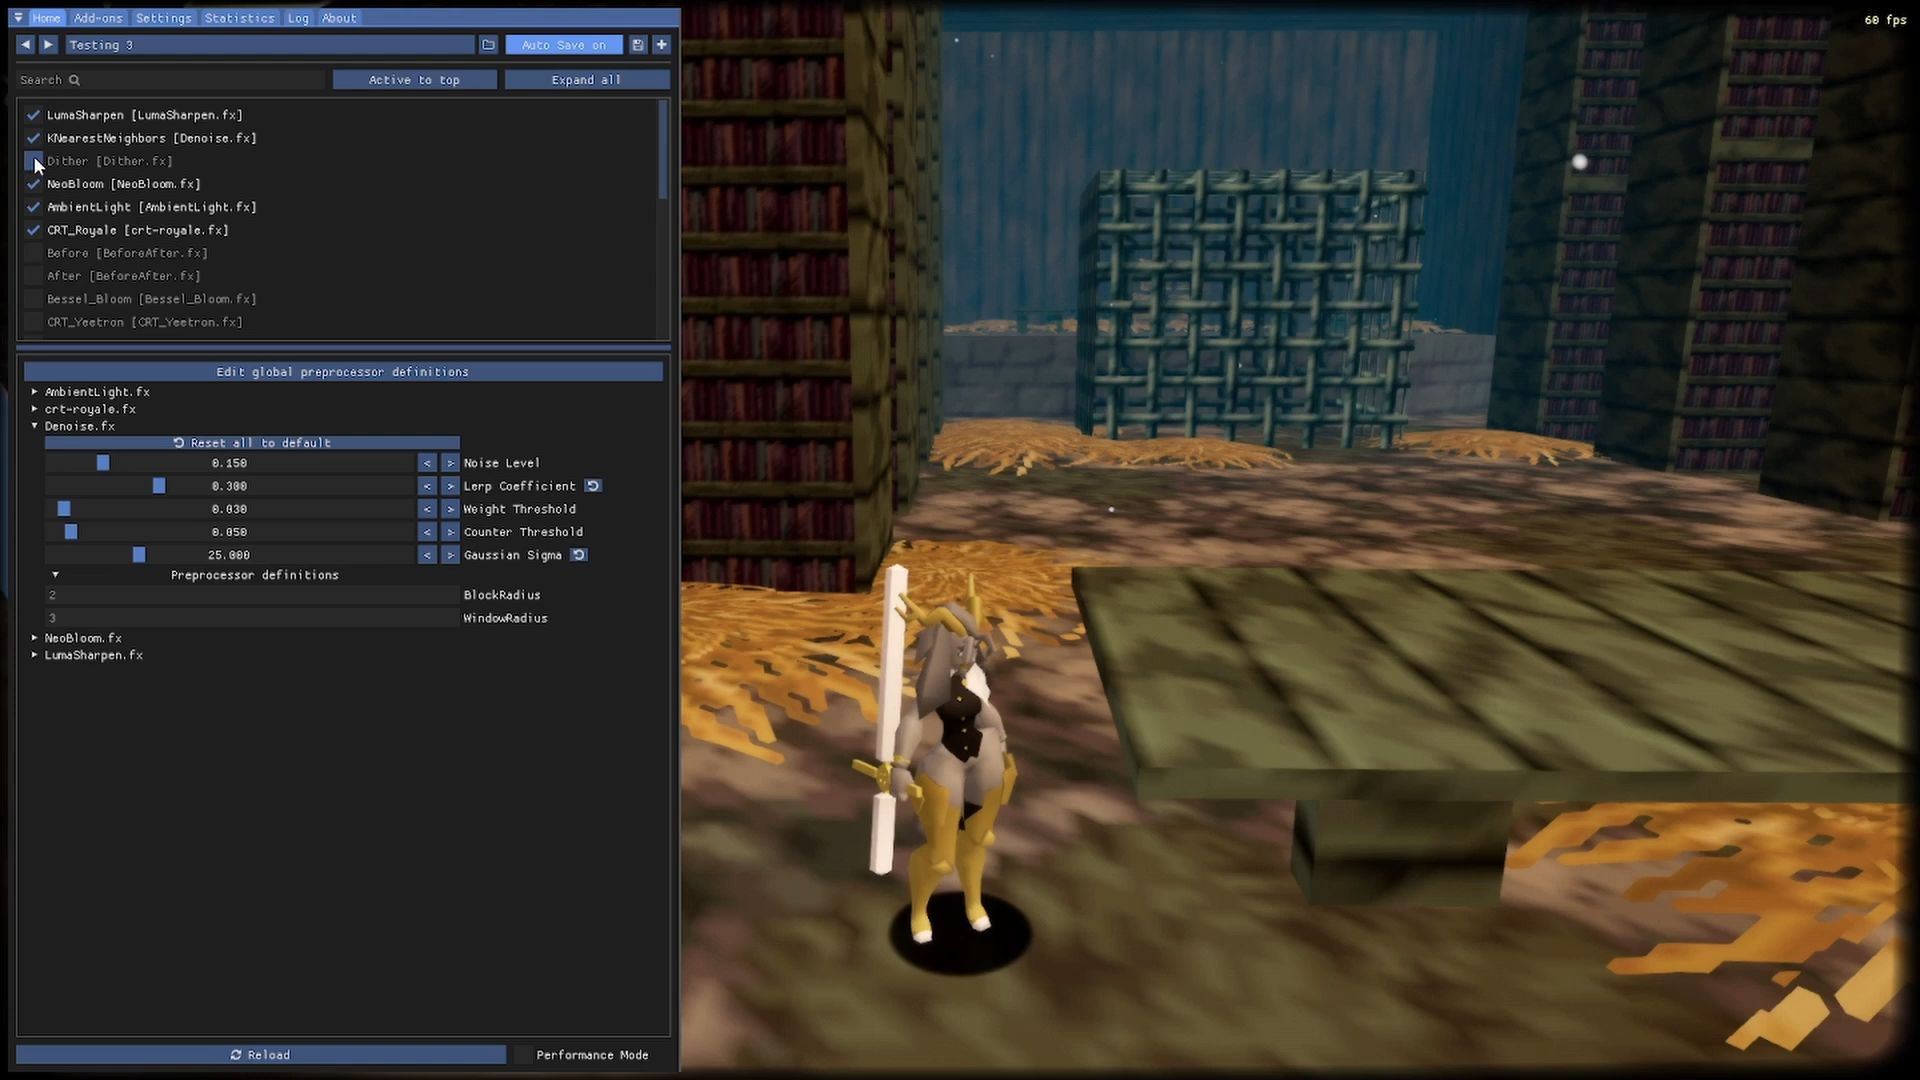 Home Add-ons Settings Statistics Log About
60 fps
Testing 3 Auto Save on
Search Active to top Expand all
LumaSharpen [LumaSharpen.fx]
KNearestNeighbors [Denoise.fx]
Dither [Dither.fx]
NeoBloom [NeoBloom.fx]
AmbientLight [AmbientLight.fx]
CRT_Royale [crt-royale.fx]
Before [BeforeAfter.fx]
After [BeforeAfter.fx]
Bessel_Bloom [Bessel_Bloom.fx]
CRT_Yeetron [CRT_Yeetron.fx]
Edit global preprocessor definitions
AmbientLight.fx
crt-royale.fx
Denoise.fx
Reset all to default
0.150 < > Noise Level
0.300 < > Lerp Coefficient
0.030 < > Weight Threshold
0.050 < > Counter Threshold
25.000 < > Gaussian Sigma
Preprocessor definitions
2 BlockRadius
3 WindowRadius
NeoBloom.fx
LumaSharpen.fx
Reload Performance Mode